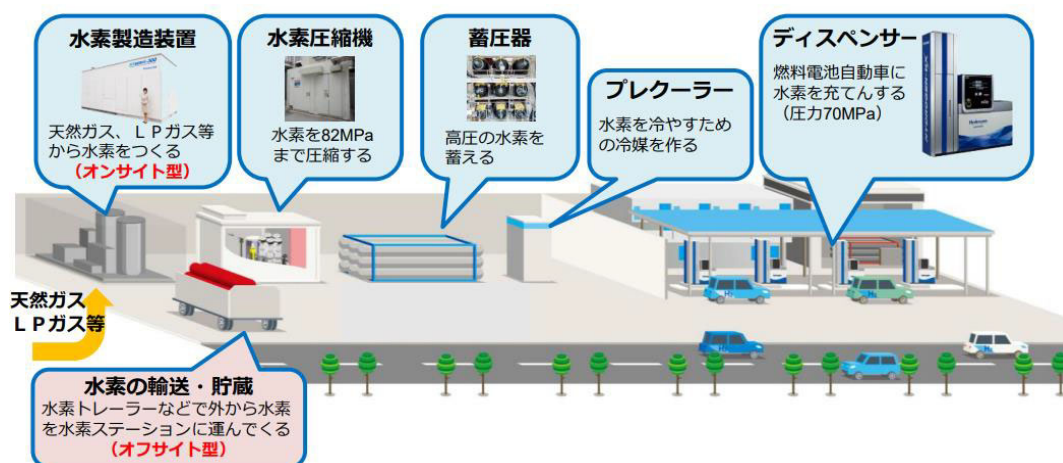 水素製造装置
天然ガス、ＬＰガス等
から水素をつくる
（オンサイト型）
水素圧縮機
水素を82MPa
まで圧縮する
蓄圧器
高圧の水素を
蓄える
プレクーラー
水素を冷やすため
の冷媒を作る
ディスペンサー
燃料電池自動車に
水素を充てんする
（圧力70MPa）
天然ガス
ＬＰガス等
水素の輸送・貯蔵
水素トレーラーなどで外から水素
を水素ステーションに運んでくる
（オフサイト型）